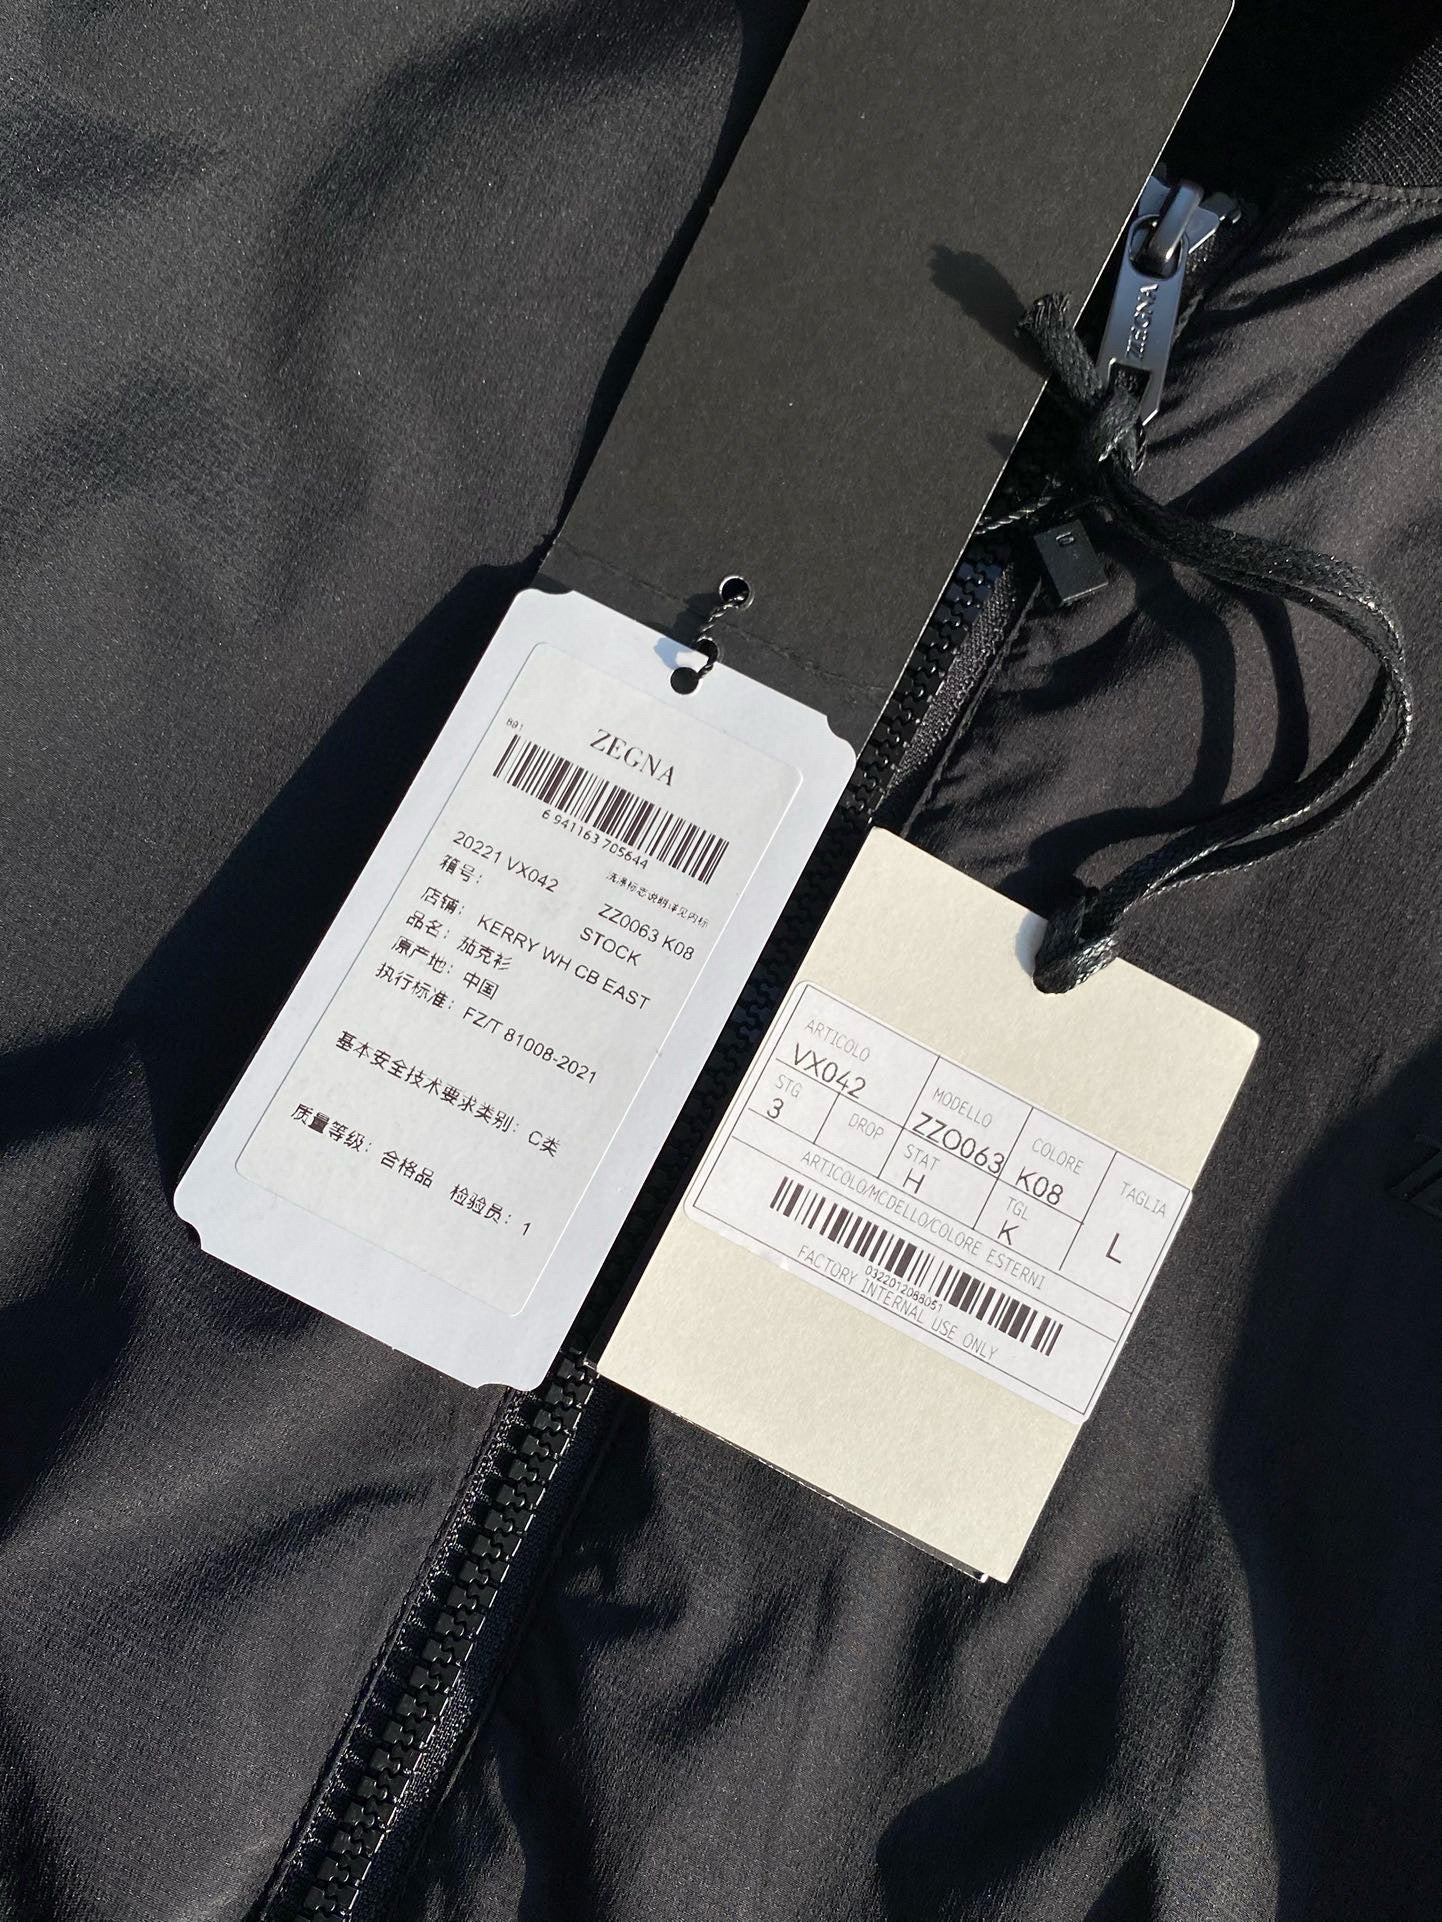 ZEGNA
801
ZEGNA
6 941163 705644
洗涤标志说明详见内标
20221 VX042
ZZ0063 K08
箱号:
STOCK
店铺: KERRY WH CB EAST
品名: 茄克衫
原产地: 中国
执行标准: FZ/T 81008-2021
基本安全技术要求类别: C类
质量等级: 合格品 检验员: 1
ARTICOLO
VX042
MODELLO
ZZO063
COLORE
K08
TAGLIA
L
STG
3
DROP
STAT
H
TGL
K
ARTICOLO/MCDELLO/COLORE ESTERNI
0322012088051
FACTORY INTERNAL USE ONLY